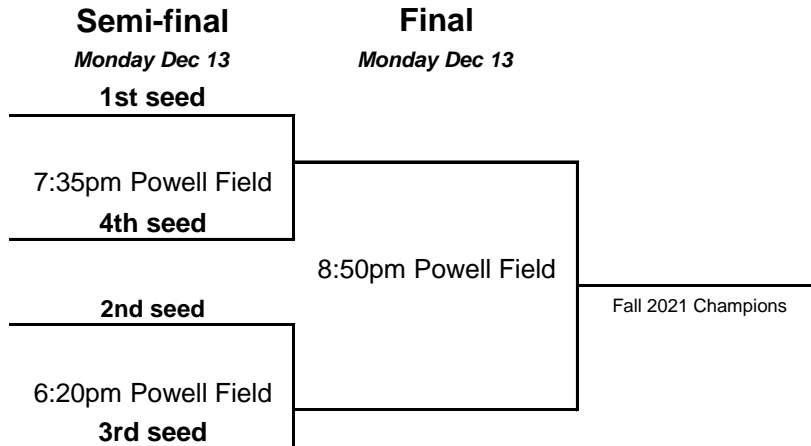 Semi-final Final
Monday Dec 13 Monday Dec 13
1st seed
7:35pm Powell Field
4th seed
8:50pm Powell Field
2nd seed
Fall 2021 Champions
6:20pm Powell Field
3rd seed